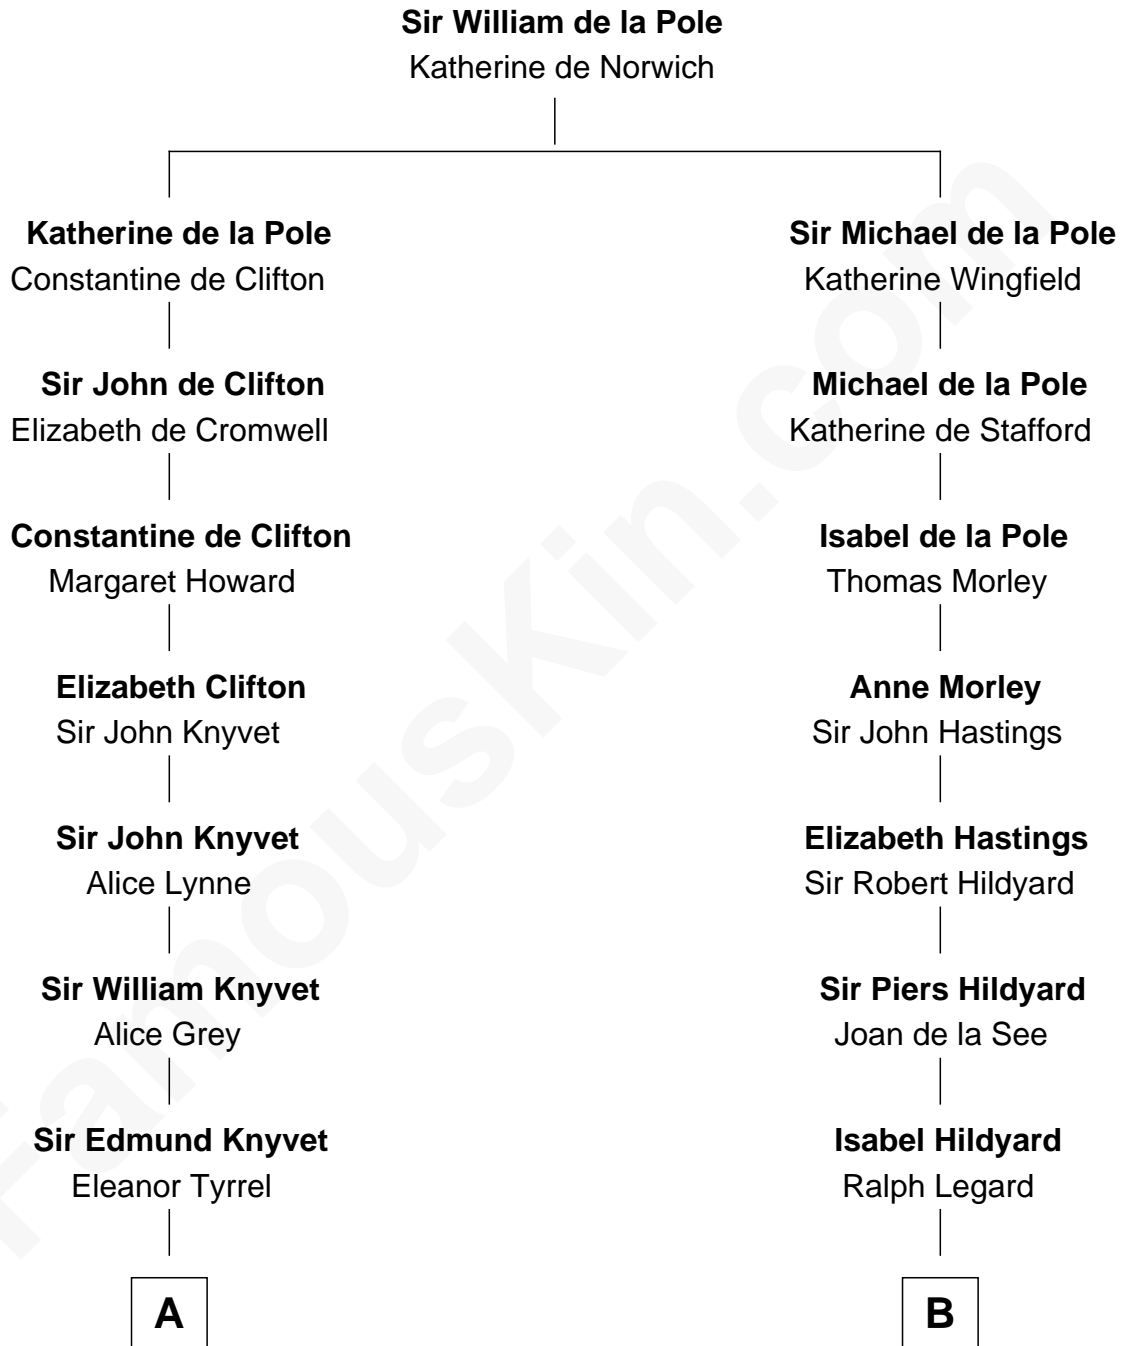 Sir William de la Pole
Katherine de Norwich
Katherine de la Pole
Constantine de Clifton
Sir Michael de la Pole
Katherine Wingfield
Sir John de Clifton
Elizabeth de Cromwell
Michael de la Pole
Katherine de Stafford
Constantine de Clifton
Margaret Howard
Isabel de la Pole
Thomas Morley
Elizabeth Clifton
Sir John Knyvet
Anne Morley
Sir John Hastings
Sir John Knyvet
Alice Lynne
Elizabeth Hastings
Sir Robert Hildyard
Sir William Knyvet
Alice Grey
Sir Piers Hildyard
Joan de la See
Sir Edmund Knyvet
Eleanor Tyrrel
Isabel Hildyard
Ralph Legard
A
B
FamousKin.com